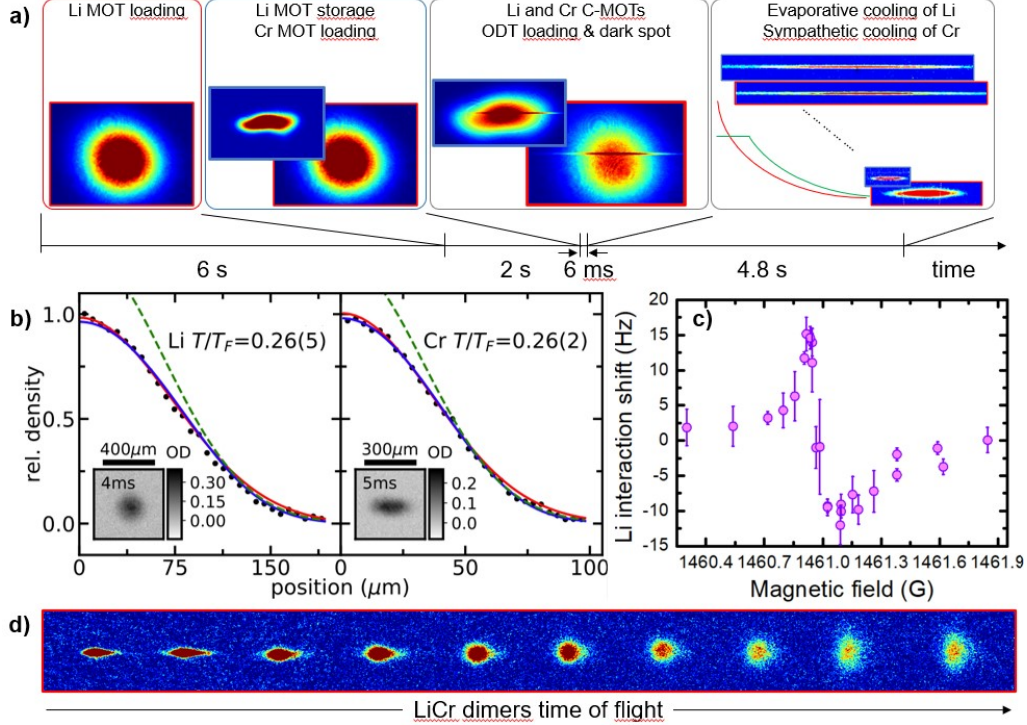 a)
Li MOT loading
Li MOT storage
Cr MOT loading
Li and Cr C-MOTs
ODT loading & dark spot
Evaporative cooling of Li
Sympathetic cooling of Cr
6 s
2 s
6 ms
4.8 s
time
b)
1.0
0.5
0.0
rel. density
Li T/TF=0.26(5)
400μm
OD
4ms
0.30
0.15
0.00
0
75
150
Cr T/TF=0.26(2)
300μm
OD
5ms
0.2
0.1
0.0
0
50
100
position (μm)
c)
20
15
10
5
0
-5
-10
-15
Li interaction shift (Hz)
1460.4
1460.7
1461.0
1461.3
1461.6
1461.9
Magnetic field (G)
d)
LiCr dimers time of flight